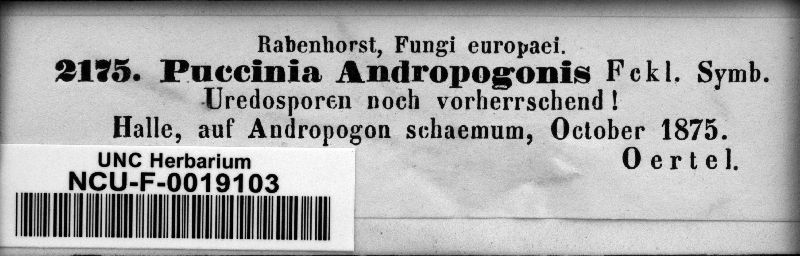 Rabenhorst, Fungi europaei.
2175. Puccinia Andropogonis Fckl. Symb.
Uredosporen noch vorherrschend!
Halle, auf Andropogon schaemum, October 1875.
Oertel.
UNC Herbarium
NCU-F-0019103